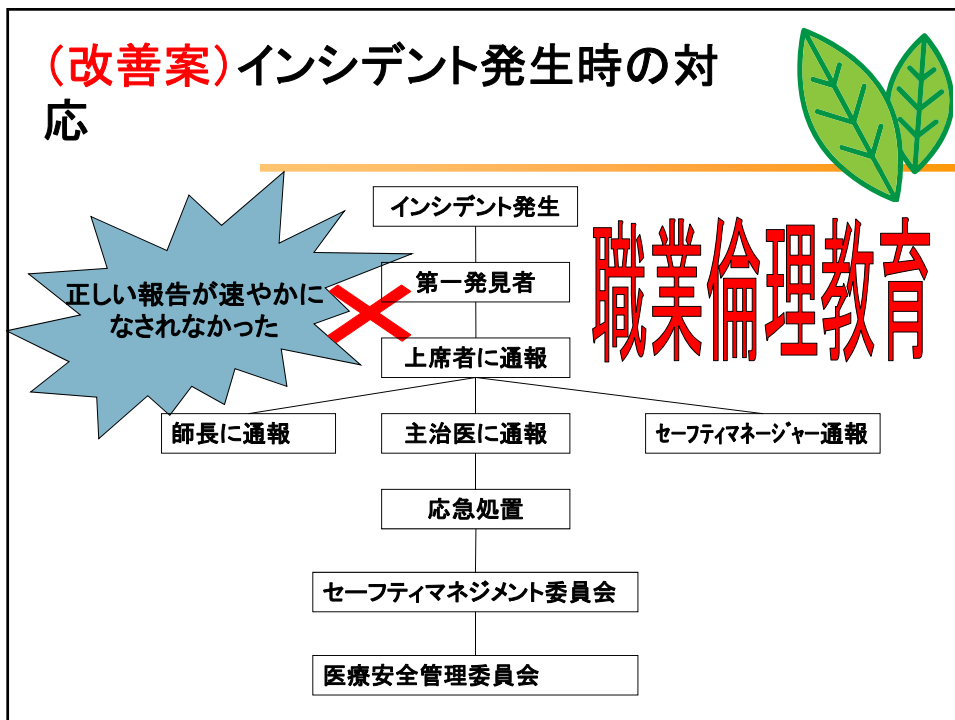 （改善案）インシデント発生時の対
応
インシデント発生
職業倫理教育
正しい報告が速やかに
なされなかった
第一発見者
上席者に通報
師長に通報
主治医に通報
セーフティマネージャー通報
応急処置
セーフティマネジメント委員会
医療安全管理委員会